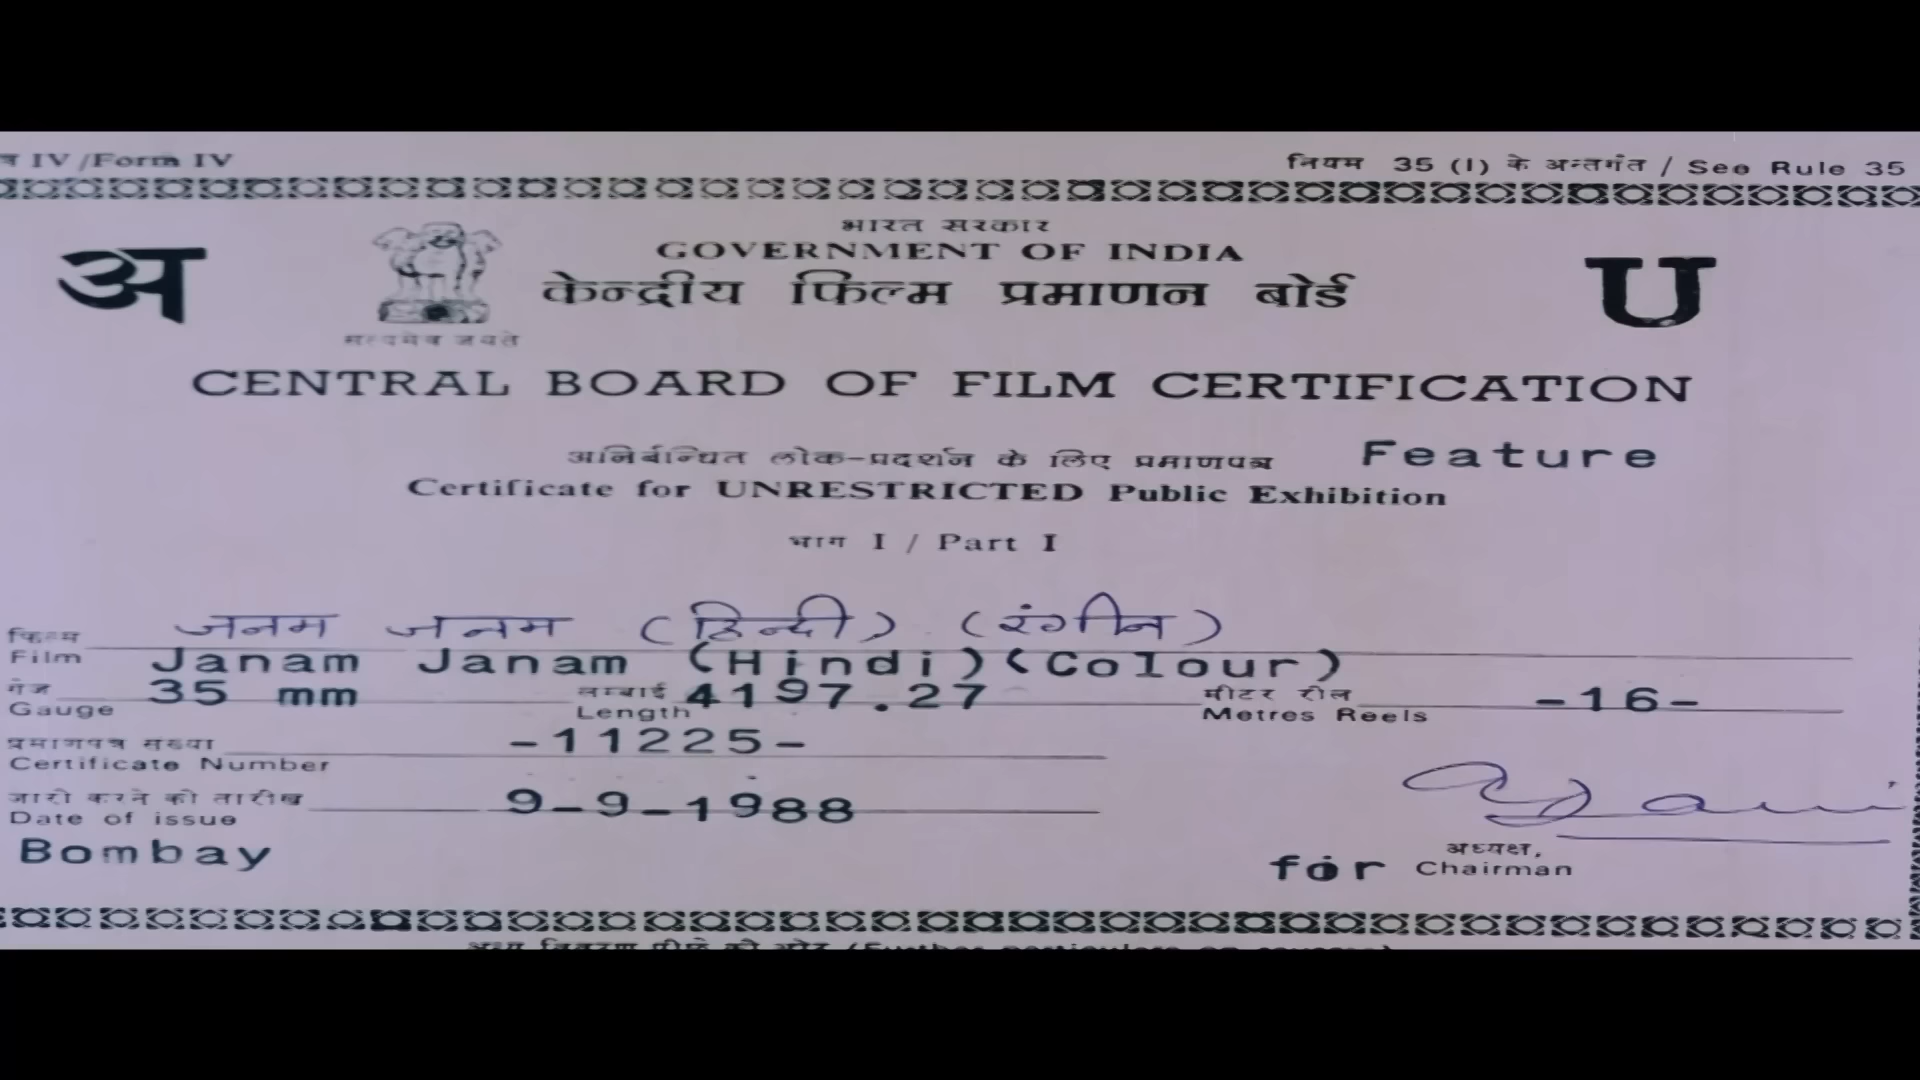 IV /Form IV
नियम 35 (I) के अन्तर्गत / See Rule 35
भारत सरकार
GOVERNMENT OF INDIA
अ
केन्द्रीय फिल्म प्रमाणन बोर्ड
U
सत्यमेव जयते
CENTRAL BOARD OF FILM CERTIFICATION
अनिर्बन्धित लोक-प्रदर्शन के लिए प्रमाणपत्र Feature
Certificate for UNRESTRICTED Public Exhibition
भाग I / Part I
फिल्म जनम जनम (हिन्दी) (रंगीन)
Film Janam Janam (Hindi)(Colour)
गेज 35 mm लम्बाई 4197.27 मीटर रील -16-
Gauge Length Metres Reels
प्रमाणपत्र संख्या -11225-
Certificate Number
जारी करने की तारीख 9-9-1988
Date of issue
Bombay
for अध्यक्ष,
Chairman